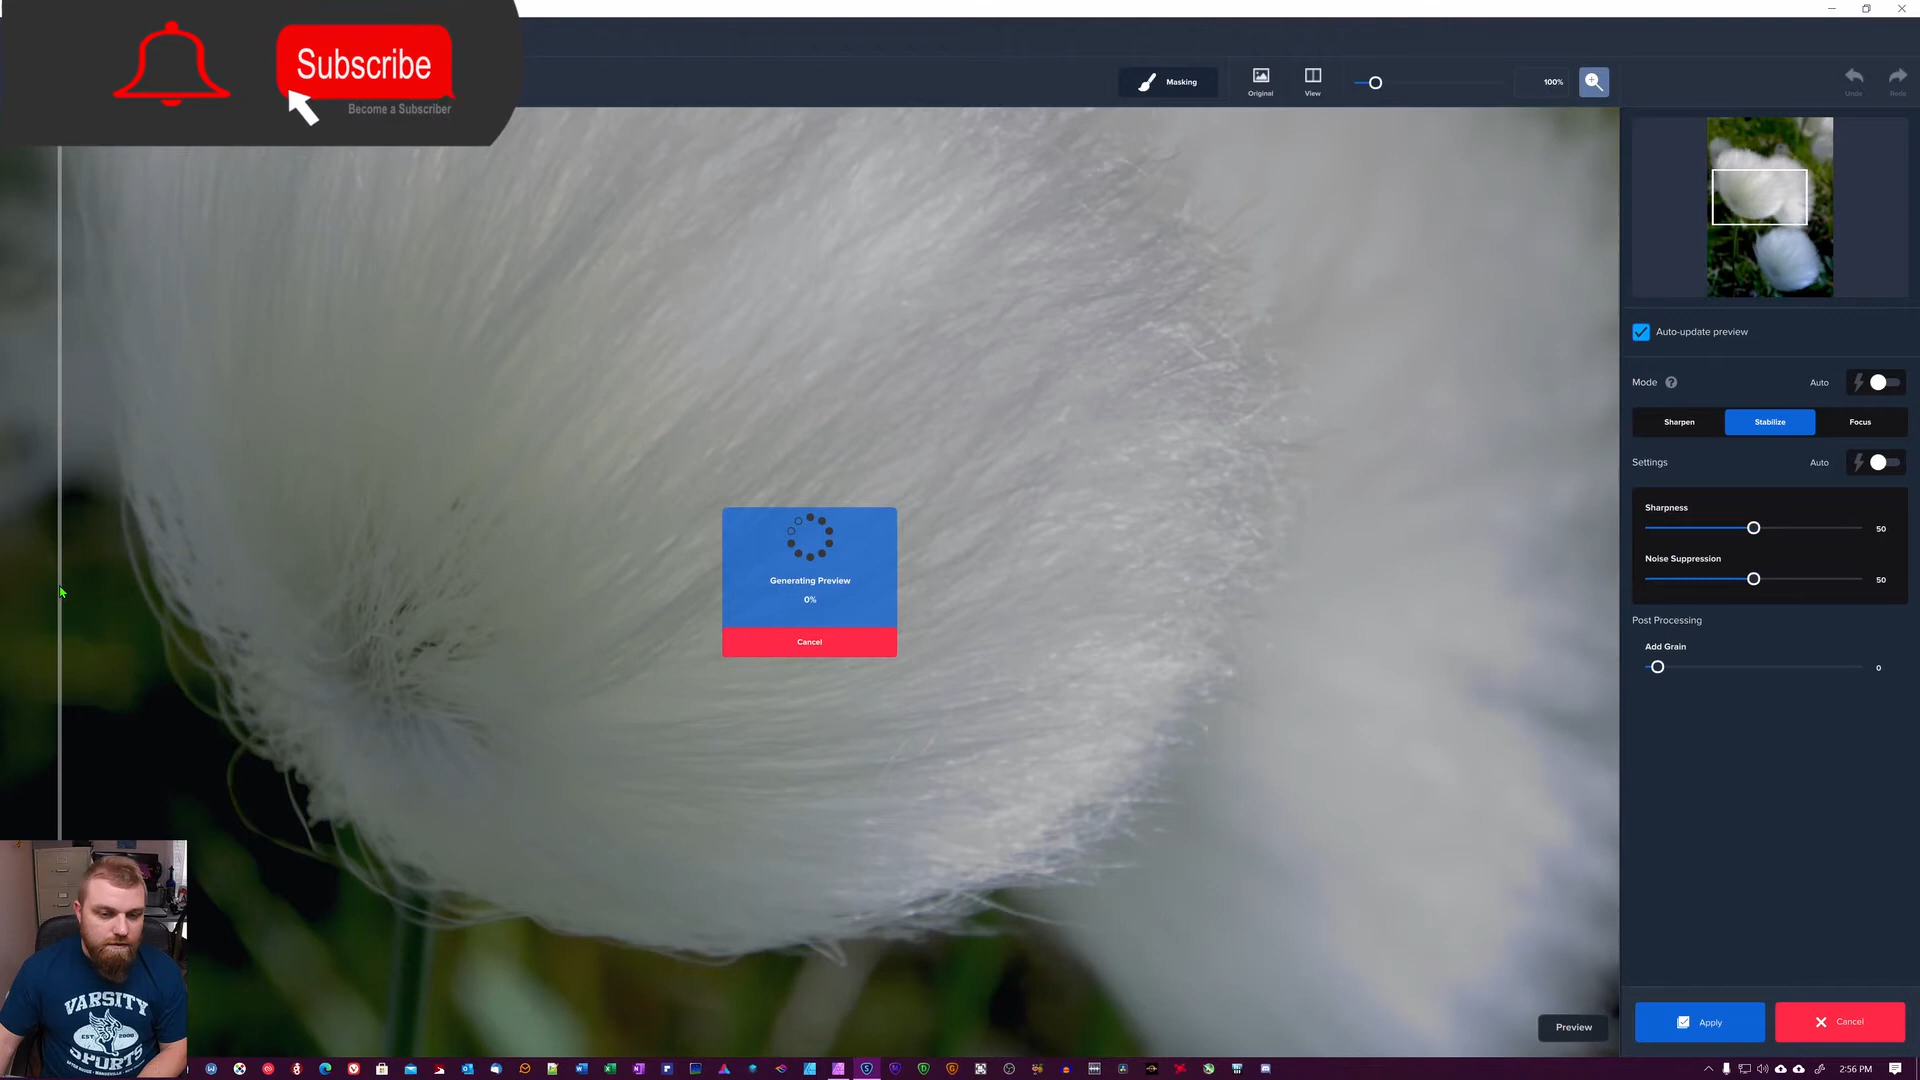 Subscribe
Become a Subscriber
Masking
Original
View
100%
Undo
Redo
Auto-update preview
Mode
Auto
Sharpen
Stabilize
Focus
Settings
Auto
Sharpness
50
Noise Suppression
50
Post Processing
Add Grain
0
Generating Preview
0%
Cancel
Preview
Apply
Cancel
VARSITY
EST
2006
SPURTS
2:56 PM